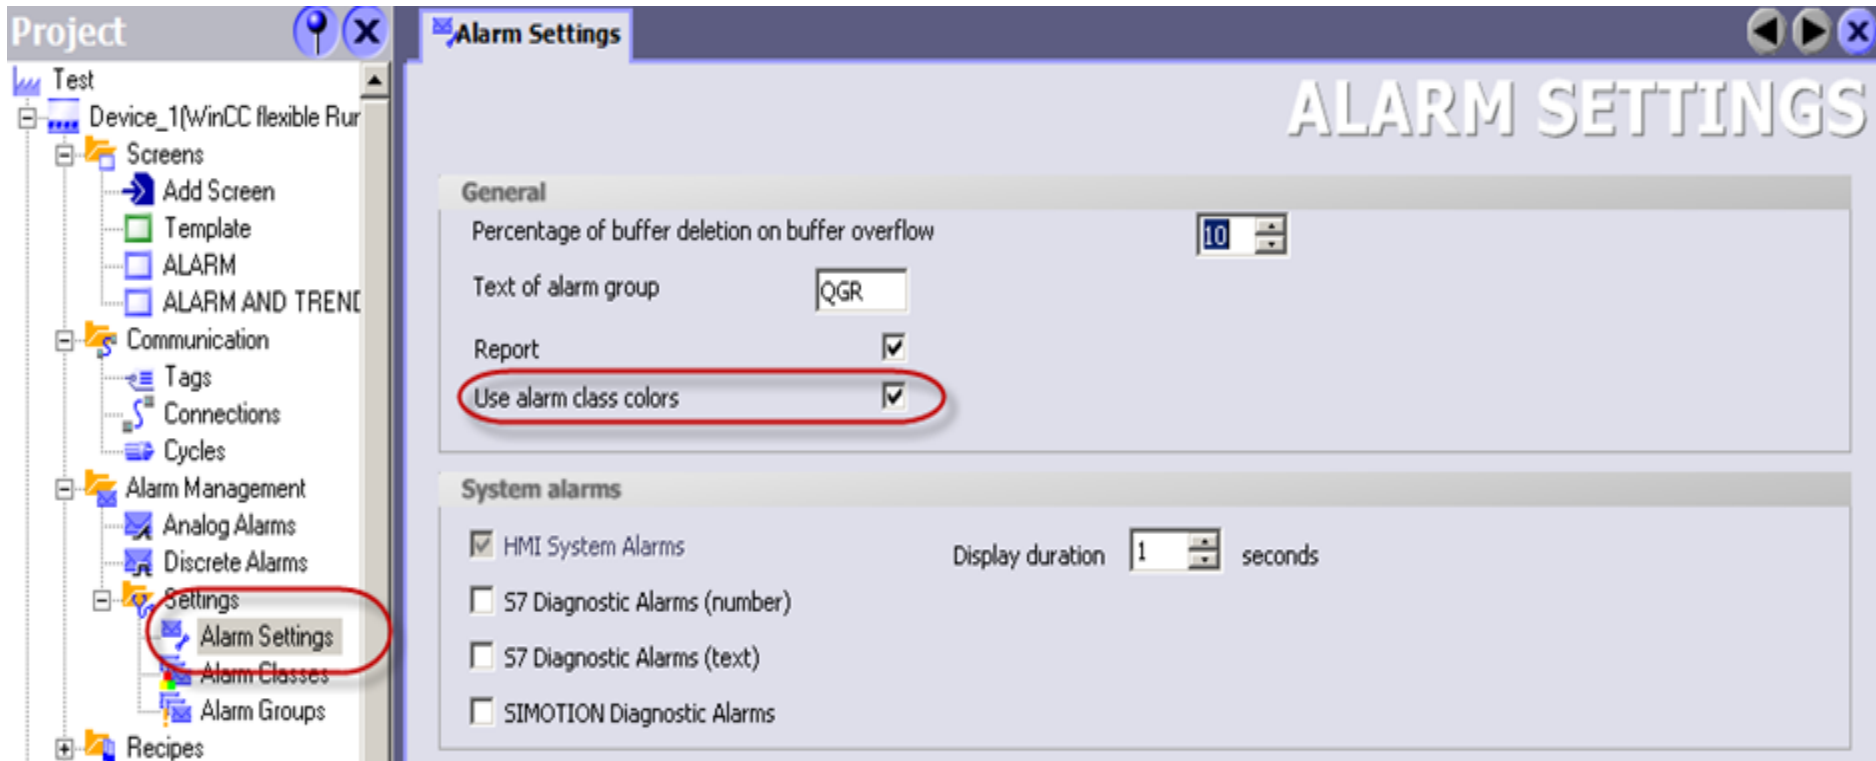 Project
Test
Device_1(WinCC flexible Rur
Screens
Add Screen
Template
ALARM
ALARM AND TREND
Communication
Tags
Connections
Cycles
Alarm Management
Analog Alarms
Discrete Alarms
Settings
Alarm Settings
Alarm Classes
Alarm Groups
Recipes
Alarm Settings
ALARM SETTINGS
General
Percentage of buffer deletion on buffer overflow 10
Text of alarm group QGR
Report
Use alarm class colors
System alarms
HMI System Alarms Display duration 1 seconds
S7 Diagnostic Alarms (number)
S7 Diagnostic Alarms (text)
SIMOTION Diagnostic Alarms